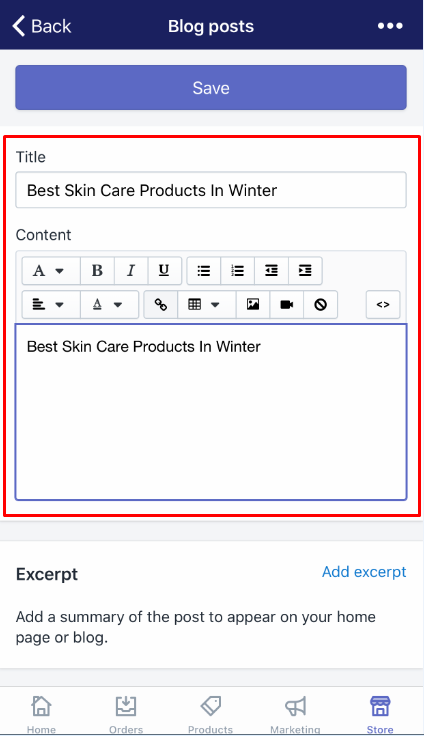 Back
Blog posts
Save
Title
Best Skin Care Products In Winter
Content
A B I U
A
<>
Best Skin Care Products In Winter
Excerpt
Add excerpt
Add a summary of the post to appear on your home
page or blog.
Home Orders Products Marketing Store